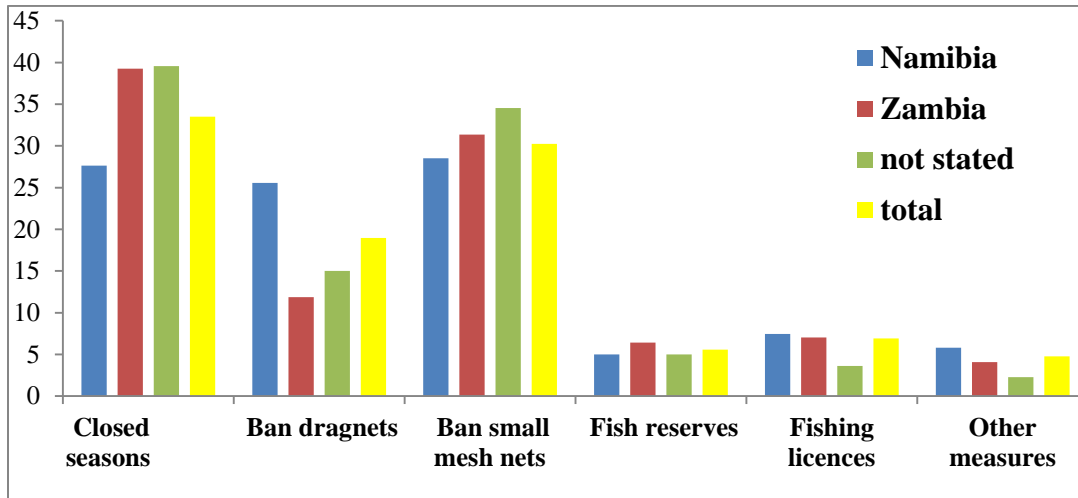 45
40
35
30
25
20
15
10
5
0
Namibia
Zambia
not stated
total
Closed
seasons
Ban dragnets
Ban small
mesh nets
Fish reserves
Fishing
licences
Other
measures